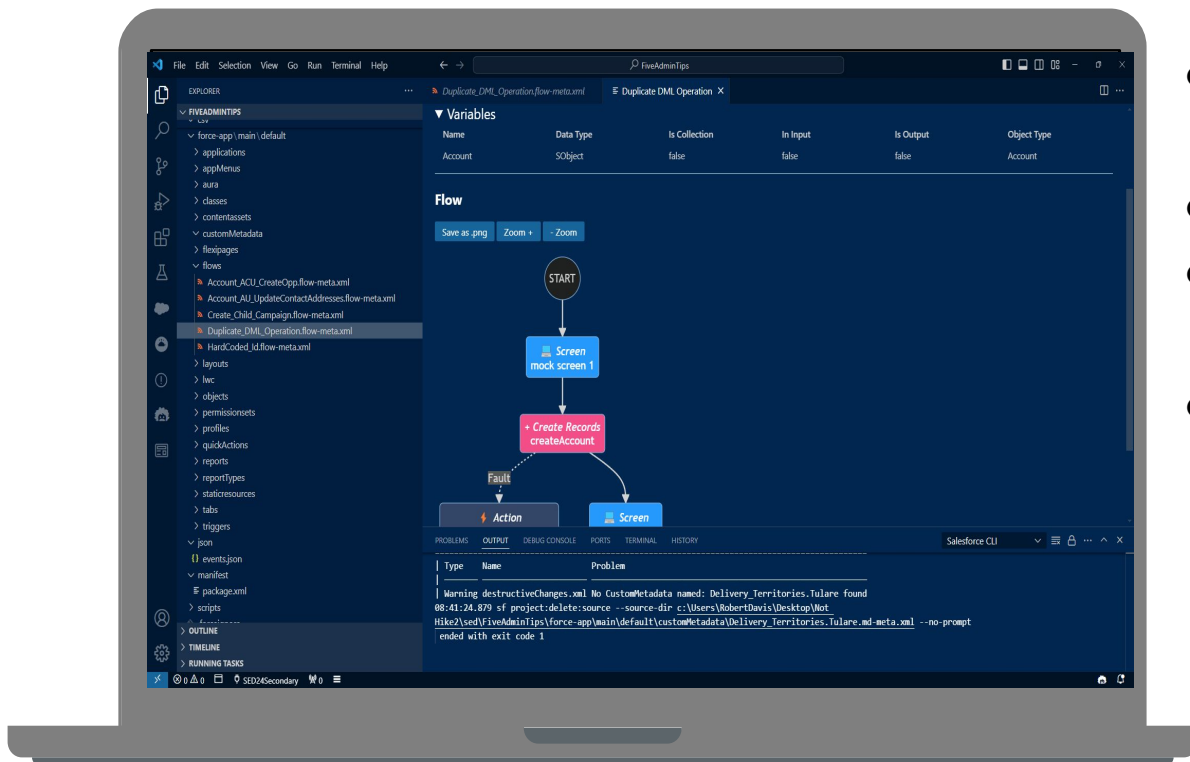 File Edit Selection View Go Run Terminal Help
FiveAdminTips
EXPLORER
Duplicate_DML_Operation.flow-meta.xml
Duplicate DML Operation
FIVEADMINTIPS
csv
force-app\main\default
applications
appMenus
aura
classes
contentassets
customMetadata
flexipages
flows
Account_ACU_CreateOpp.flow-meta.xml
Account_AU_UpdateContactAddresses.flow-meta.xml
Create_Child_Campaign.flow-meta.xml
Duplicate_DML_Operation.flow-meta.xml
HardCoded_Id.flow-meta.xml
layouts
lwc
objects
permissionsets
profiles
quickActions
reports
reportTypes
staticresources
tabs
triggers
json
events.json
manifest
package.xml
scripts
OUTLINE
TIMELINE
RUNNING TASKS
Variables
Name Data Type Is Collection In Input Is Output Object Type
Account SObject false false false Account
Flow
Save as .png Zoom + - Zoom
START
Screen
mock screen 1
+ Create Records
createAccount
Fault
Action
Screen
PROBLEMS OUTPUT DEBUG CONSOLE PORTS TERMINAL HISTORY
Salesforce CLI
| Type Name Problem
| Warning destructiveChanges.xml No CustomMetadata named: Delivery_Territories.Tulare found
08:41:24.879 sf project:delete:source --source-dir c:\Users\RobertDavis\Desktop\Not
Hike2\sed\FiveAdminTips\force-app\main\default\customMetadata\Delivery_Territories.Tulare.md-meta.xml --no-prompt
ended with exit code 1
0 0 SED24Secondary 0